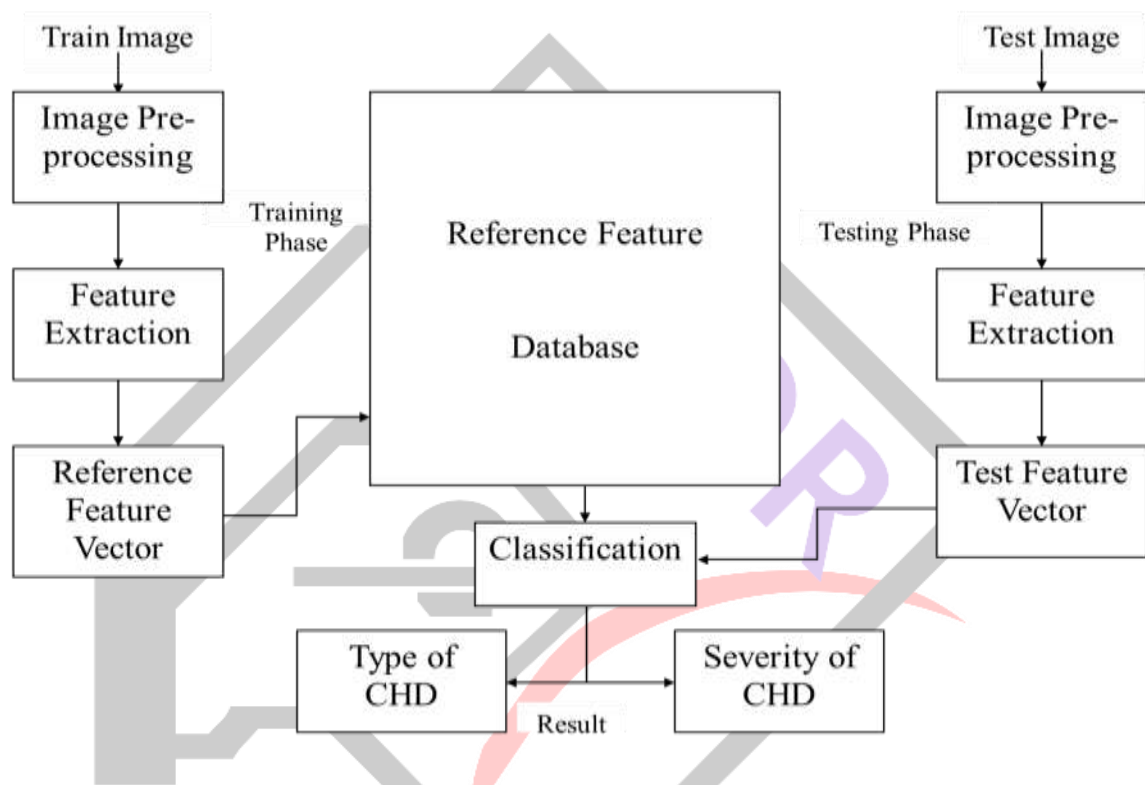 Train Image
Image Pre-
processing
Training
Phase
Feature
Extraction
Reference
Feature
Vector
Reference Feature
Database
Classification
Type of
CHD
Severity of
CHD
Result
Test Image
Image Pre-
processing
Testing Phase
Feature
Extraction
Test Feature
Vector